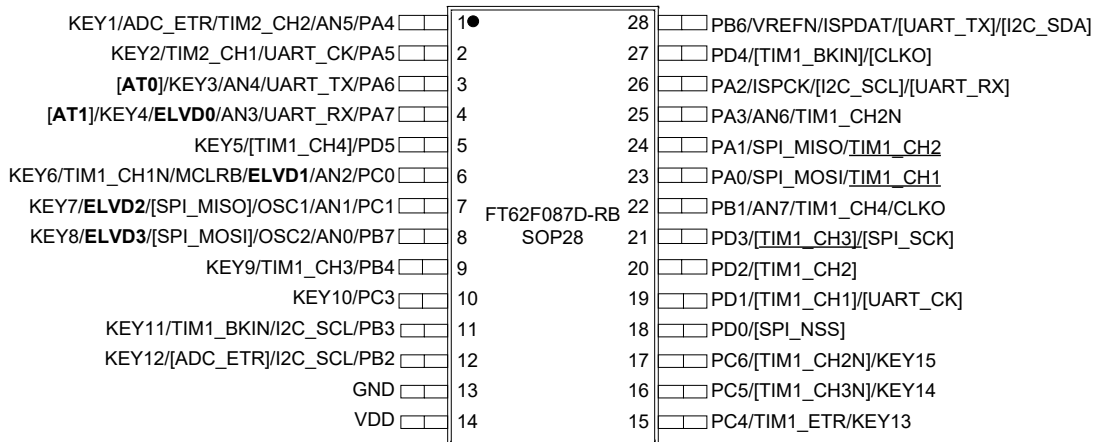 KEY1/ADC_ETR/TIM2_CH2/AN5/PA4 1 28 PB6/VREFN/ISPDAT/[UART_TX]/[I2C_SDA]
KEY2/TIM2_CH1/UART_CK/PA5 2 27 PD4/[TIM1_BKIN]/[CLKO]
[AT0]/KEY3/AN4/UART_TX/PA6 3 26 PA2/ISPCK/[I2C_SCL]/[UART_RX]
[AT1]/KEY4/ELVD0/AN3/UART_RX/PA7 4 25 PA3/AN6/TIM1_CH2N
KEY5/[TIM1_CH4]/PD5 5 24 PA1/SPI_MISO/TIM1_CH2
KEY6/TIM1_CH1N/MCLRB/ELVD1/AN2/PC0 6 23 PA0/SPI_MOSI/TIM1_CH1
KEY7/ELVD2/[SPI_MISO]/OSC1/AN1/PC1 7 FT62F087D-RB 22 PB1/AN7/TIM1_CH4/CLKO
KEY8/ELVD3/[SPI_MOSI]/OSC2/AN0/PB7 8 SOP28 21 PD3/[TIM1_CH3]/[SPI_SCK]
KEY9/TIM1_CH3/PB4 9 20 PD2/[TIM1_CH2]
KEY10/PC3 10 19 PD1/[TIM1_CH1]/[UART_CK]
KEY11/TIM1_BKIN/I2C_SCL/PB3 11 18 PD0/[SPI_NSS]
KEY12/[ADC_ETR]/I2C_SCL/PB2 12 17 PC6/[TIM1_CH2N]/KEY15
GND 13 16 PC5/[TIM1_CH3N]/KEY14
VDD 14 15 PC4/TIM1_ETR/KEY13